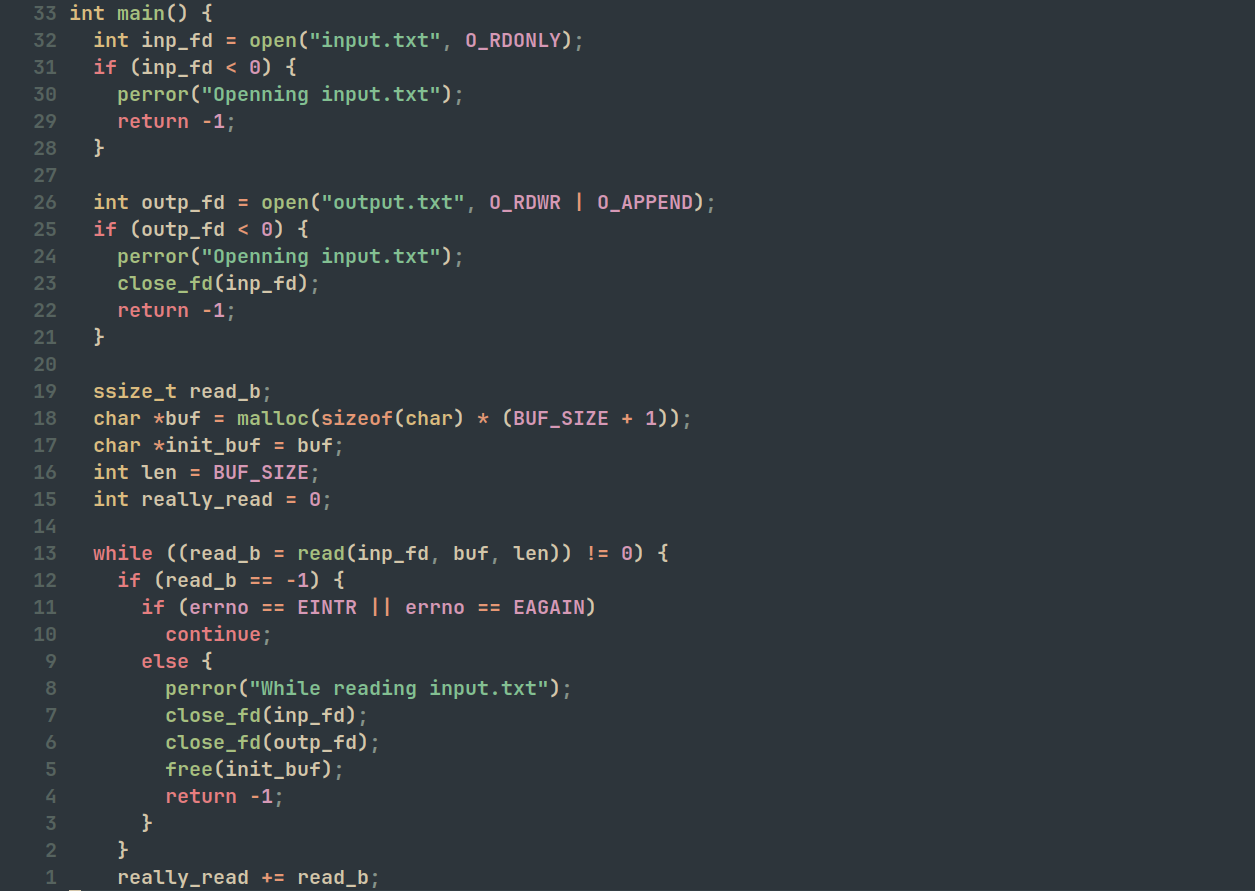 33 int main() {
32   int inp_fd = open("input.txt", O_RDONLY);
31   if (inp_fd < 0) {
30     perror("Openning input.txt");
29     return -1;
28   }
27
26   int outp_fd = open("output.txt", O_RDWR | O_APPEND);
25   if (outp_fd < 0) {
24     perror("Openning input.txt");
23     close_fd(inp_fd);
22     return -1;
21   }
20
19   ssize_t read_b;
18   char *buf = malloc(sizeof(char) * (BUF_SIZE + 1));
17   char *init_buf = buf;
16   int len = BUF_SIZE;
15   int really_read = 0;
14
13   while ((read_b = read(inp_fd, buf, len)) != 0) {
12     if (read_b == -1) {
11       if (errno == EINTR || errno == EAGAIN)
10         continue;
9       else {
8         perror("While reading input.txt");
7         close_fd(inp_fd);
6         close_fd(outp_fd);
5         free(init_buf);
4         return -1;
3       }
2     }
1     really_read += read_b;